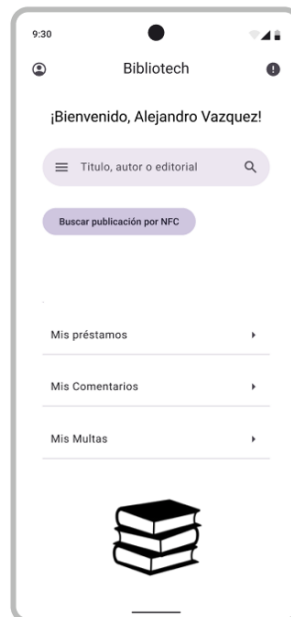 9:30
Bibliotech
¡Bienvenido, Alejandro Vazquez!
Titulo, autor o editorial
Buscar publicación por NFC
Mis préstamos
Mis Comentarios
Mis Multas